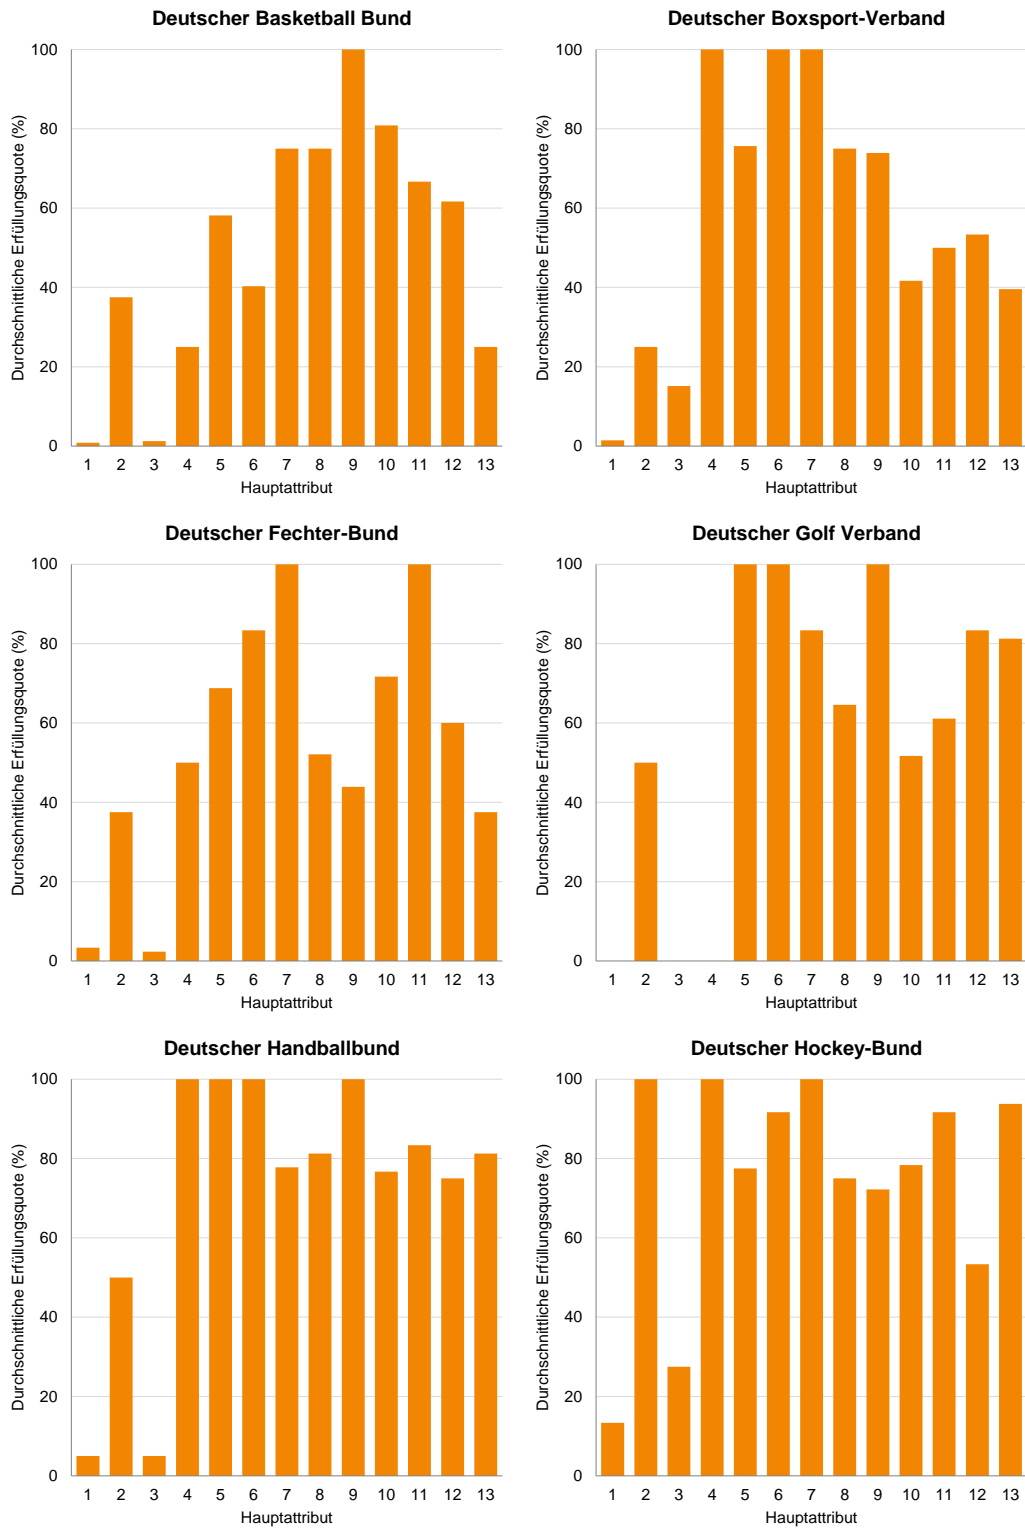 Deutscher Basketball Bund
100
80
60
40
20
0
Durchschnittliche Erfüllungsquote (%)
1 2 3 4 5 6 7 8 9 10 11 12 13
Hauptattribut
Deutscher Boxsport-Verband
100
80
60
40
20
0
Durchschnittliche Erfüllungsquote (%)
1 2 3 4 5 6 7 8 9 10 11 12 13
Hauptattribut
Deutscher Fechter-Bund
100
80
60
40
20
0
Durchschnittliche Erfüllungsquote (%)
1 2 3 4 5 6 7 8 9 10 11 12 13
Hauptattribut
Deutscher Golf Verband
100
80
60
40
20
0
Durchschnittliche Erfüllungsquote (%)
1 2 3 4 5 6 7 8 9 10 11 12 13
Hauptattribut
Deutscher Handballbund
100
80
60
40
20
0
Durchschnittliche Erfüllungsquote (%)
1 2 3 4 5 6 7 8 9 10 11 12 13
Hauptattribut
Deutscher Hockey-Bund
100
80
60
40
20
0
Durchschnittliche Erfüllungsquote (%)
1 2 3 4 5 6 7 8 9 10 11 12 13
Hauptattribut